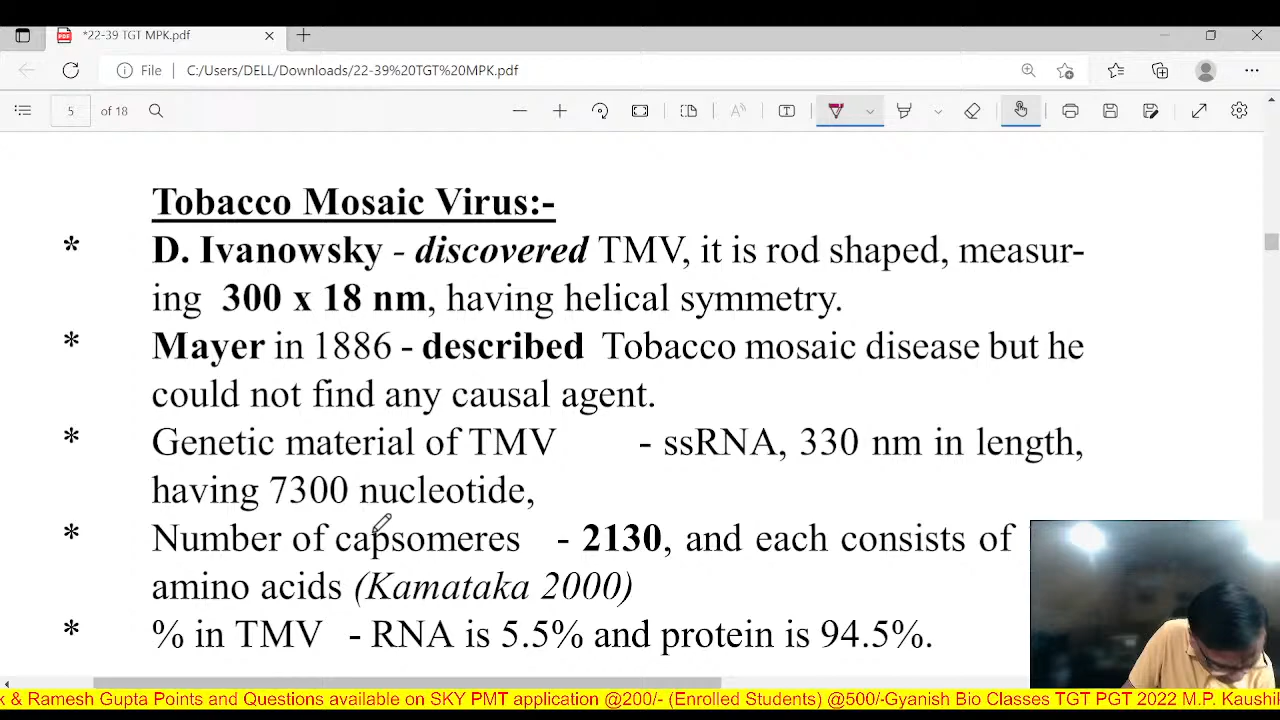 *22-39 TGT MPK.pdf
File C:/Users/DELL/Downloads/22-39%20TGT%20MPK.pdf
5 of 18
Tobacco Mosaic Virus:-
* D. Ivanowsky - discovered TMV, it is rod shaped, measur-
ing 300 x 18 nm, having helical symmetry.
* Mayer in 1886 - described Tobacco mosaic disease but he
could not find any causal agent.
* Genetic material of TMV - ssRNA, 330 nm in length,
having 7300 nucleotide,
* Number of capsomeres - 2130, and each consists of
amino acids (Kamataka 2000)
* % in TMV - RNA is 5.5% and protein is 94.5%.
k & Ramesh Gupta Points and Questions available on SKY PMT application @200/- (Enrolled Students) @500/-Gyanish Bio Classes TGT PGT 2022 M.P. Kaushi